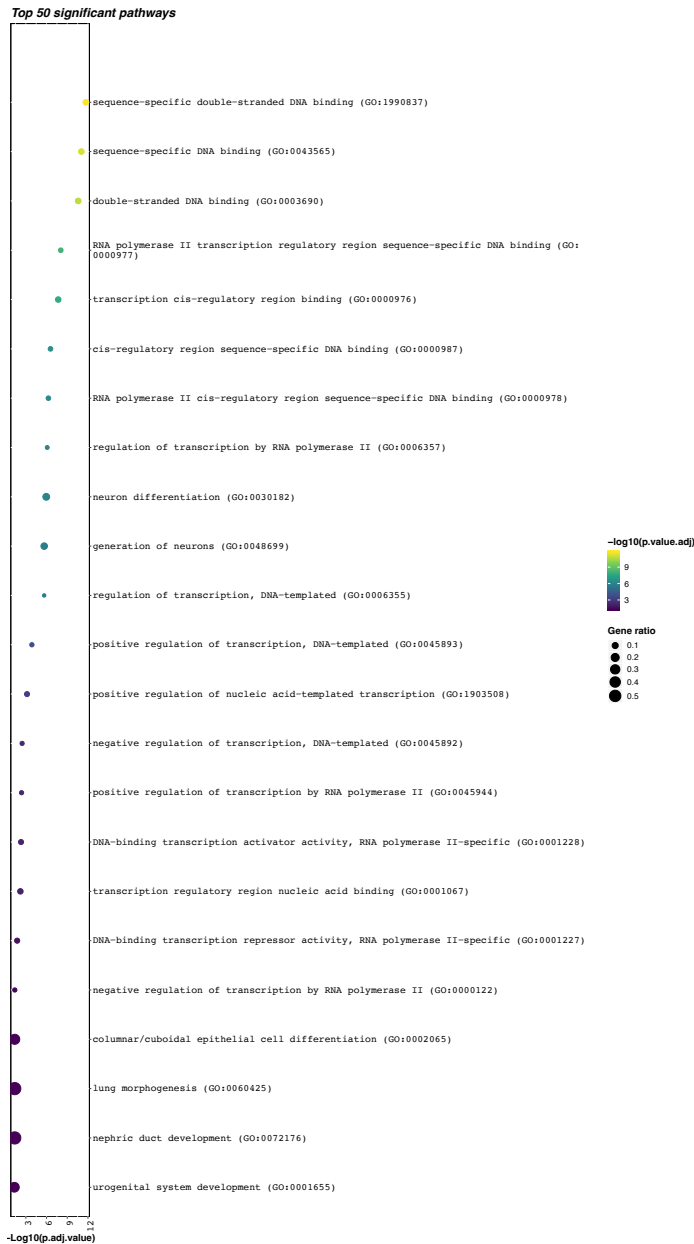 Top 50 significant pathways
sequence-specific double-stranded DNA binding (GO:1990837)
sequence-specific DNA binding (GO:0043565)
double-stranded DNA binding (GO:0003690)
RNA polymerase II transcription regulatory region sequence-specific DNA binding (GO:
0000977)
transcription cis-regulatory region binding (GO:0000976)
cis-regulatory region sequence-specific DNA binding (GO:0000987)
RNA polymerase II cis-regulatory region sequence-specific DNA binding (GO:0000978)
regulation of transcription by RNA polymerase II (GO:0006357)
neuron differentiation (GO:0030182)
generation of neurons (GO:0048699)
regulation of transcription, DNA-templated (GO:0006355)
positive regulation of transcription, DNA-templated (GO:0045893)
positive regulation of nucleic acid-templated transcription (GO:1903508)
negative regulation of transcription, DNA-templated (GO:0045892)
positive regulation of transcription by RNA polymerase II (GO:0045944)
DNA-binding transcription activator activity, RNA polymerase II-specific (GO:0001228)
transcription regulatory region nucleic acid binding (GO:0001067)
DNA-binding transcription repressor activity, RNA polymerase II-specific (GO:0001227)
negative regulation of transcription by RNA polymerase II (GO:0000122)
columnar/cuboidal epithelial cell differentiation (GO:0002065)
lung morphogenesis (GO:0060425)
nephric duct development (GO:0072176)
urogenital system development (GO:0001655)
3 6 9 12
-Log10(p.adj.value)
-log10(p.value.adj)
9
6
3
Gene ratio
0.1
0.2
0.3
0.4
0.5